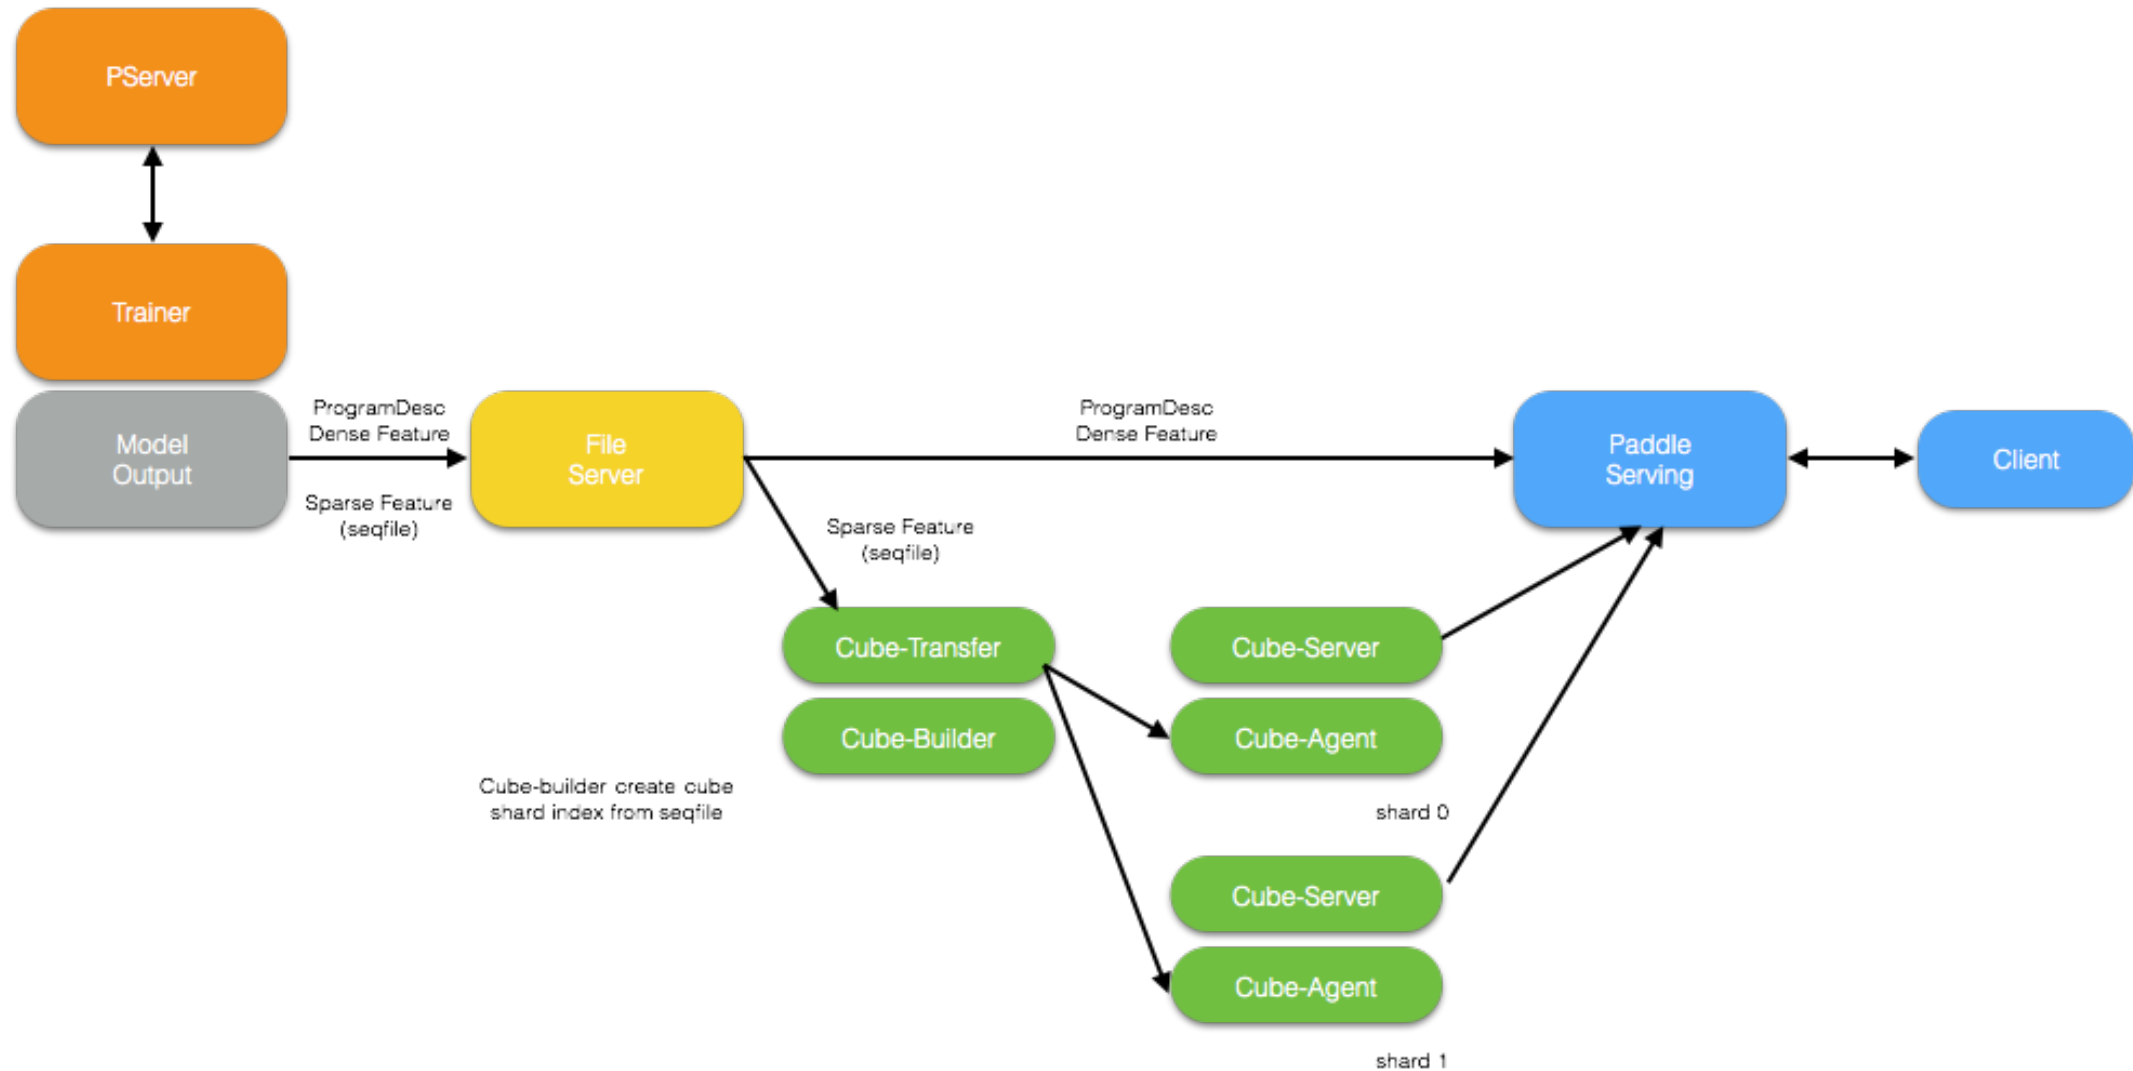 PServer
Trainer
Model
Output
ProgramDesc
Dense Feature
Sparse Feature
(seqfile)
File
Server
ProgramDesc
Dense Feature
Sparse Feature
(seqfile)
Paddle
Serving
Client
Cube-Transfer
Cube-Builder
Cube-builder create cube
shard index from seqfile
Cube-Server
Cube-Agent
shard 0
Cube-Server
Cube-Agent
shard 1